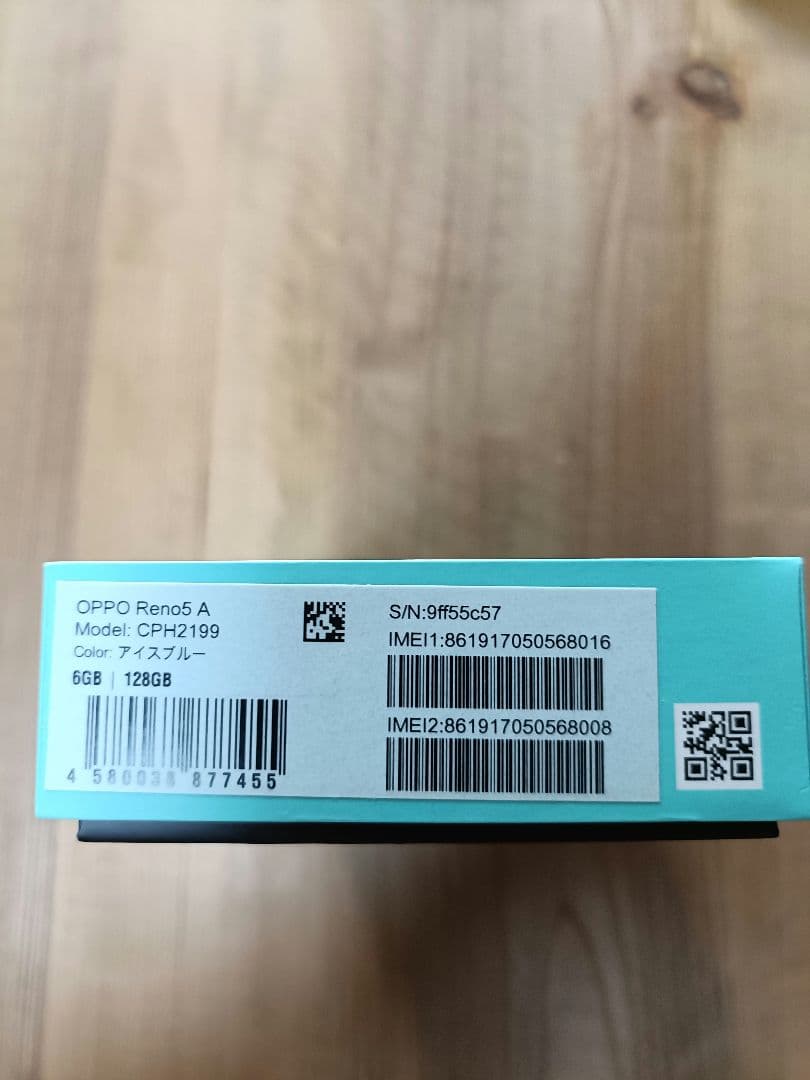 OPPO Reno5 A
Model: CPH2199
Color: アイスブルー
6GB | 128GB
4 580038 877455
S/N:9ff55c57
IMEI1:861917050568016
IMEI2:861917050568008